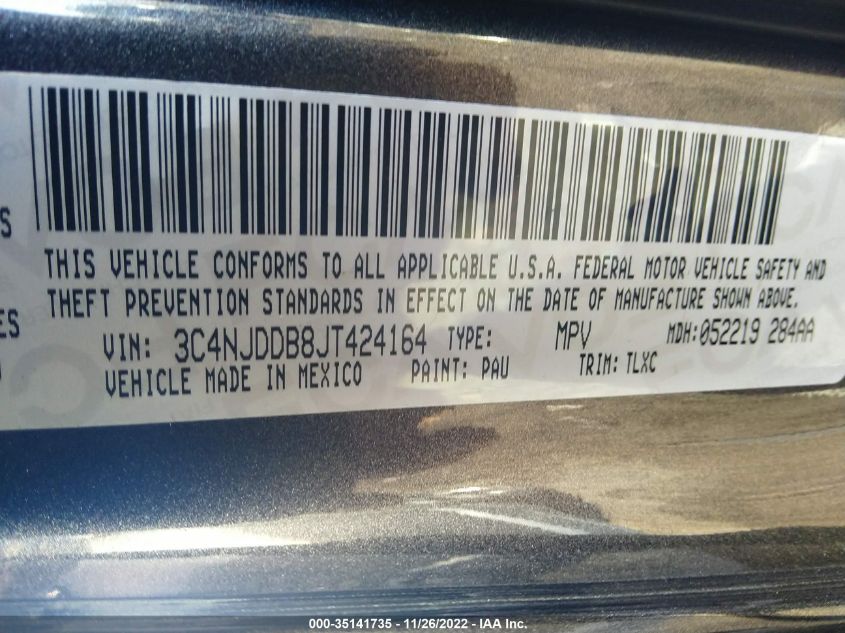 S
THIS VEHICLE CONFORMS TO ALL APPLICABLE U.S.A. FEDERAL MOTOR VEHICLE SAFETY AND
THEFT PREVENTION STANDARDS IN EFFECT ON THE DATE OF MANUFACTURE SHOWN ABOVE.
ES
VIN: 3C4NJDDB8JT424164 TYPE: MPV MDH:052219 284AA
VEHICLE MADE IN MEXICO PAINT: PAU TRIM: TLXC
000-35141735 - 11/26/2022 - IAA Inc.